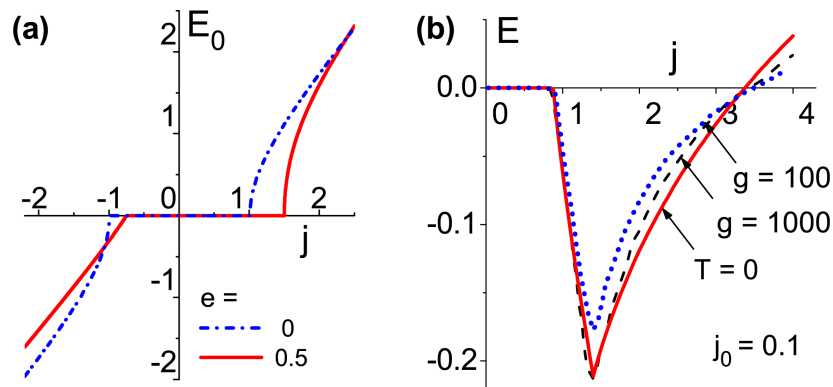 (a)
E₀
2
1
-2 -1 0 1 2
j
-1
-2
e =
0
0.5
(b)
E
j
0.0
0 1 2 3 4
-0.1
-0.2
g = 100
g = 1000
T = 0
j₀ = 0.1